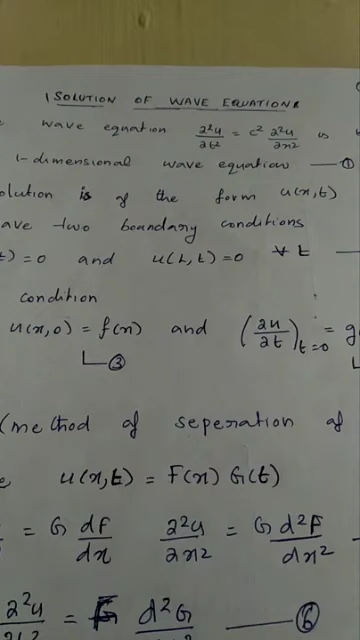 SOLUTION OF WAVE EQUATION
wave equation ∂²u/∂t² = c² ∂²u/∂x² is
1-dimensional wave equation — ①
olution is of the form u(x,t)
ave two boundary conditions
t) = 0 and u(L,t) = 0 ∀ t —
condition
u(x,0) = f(x) and (∂u/∂t)t=0 = g
③
(method of seperation of
u(x,t) = F(x) G(t)
= G dF/dx ∂²u/∂x² = G d²F/dx²
∂²u = F d²G — ⑥